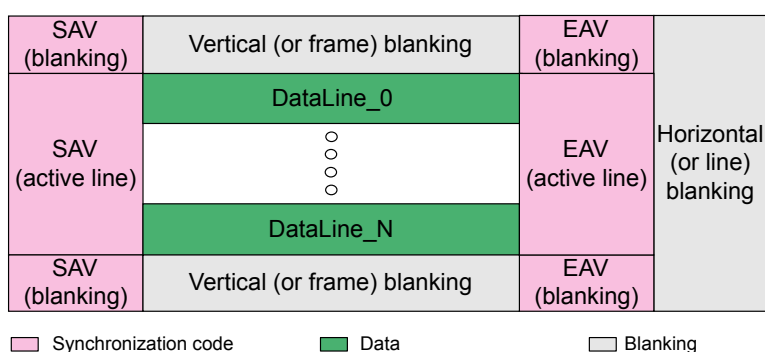 SAV
(blanking)
Vertical (or frame) blanking
EAV
(blanking)
DataLine_0
SAV
(active line)
EAV
(active line)
Horizontal
(or line)
blanking
DataLine_N
SAV
(blanking)
Vertical (or frame) blanking
EAV
(blanking)
Synchronization code
Data
Blanking